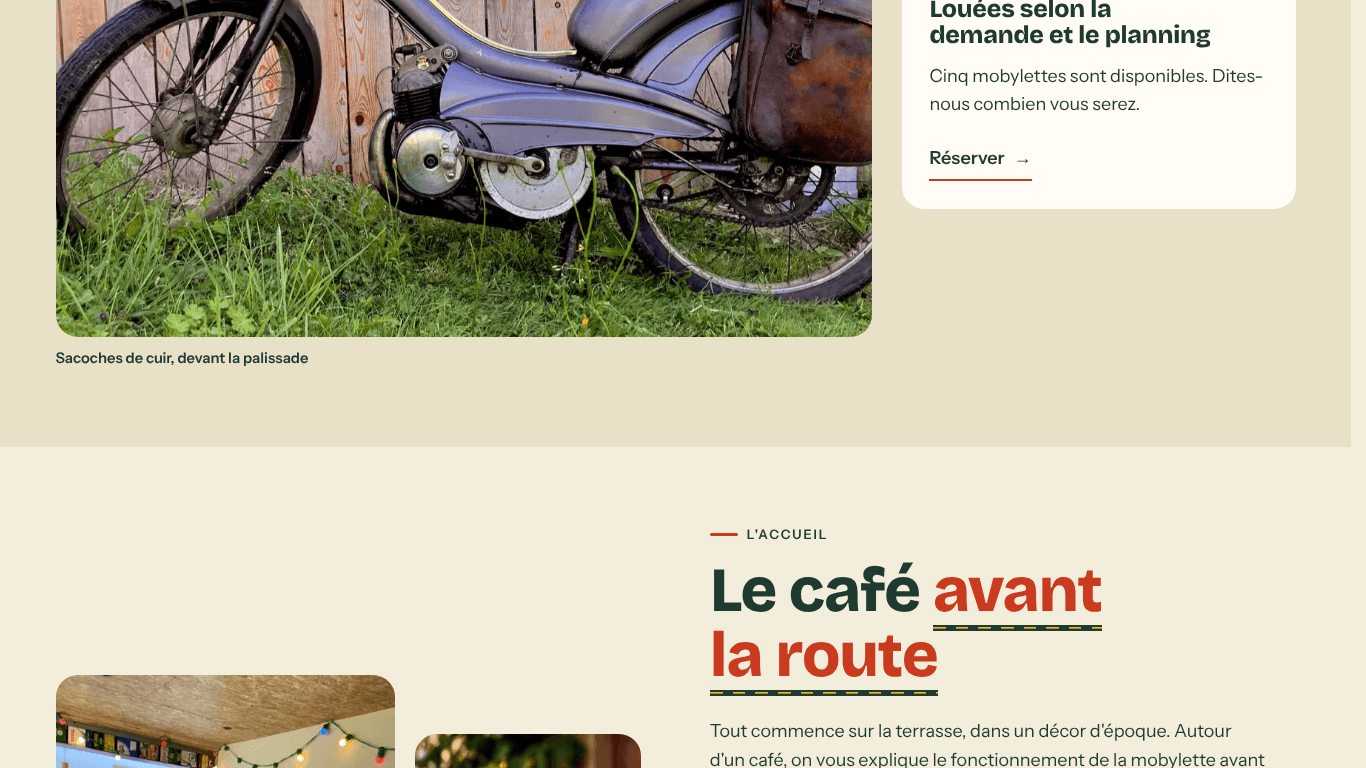 Louées selon la
demande et le planning
Cinq mobylettes sont disponibles. Dites-
nous combien vous serez.
Réserver →
Sacoches de cuir, devant la palissade
L'ACCUEIL
Le café avant
la route
Tout commence sur la terrasse, dans un décor d'époque. Autour
d'un café, on vous explique le fonctionnement de la mobylette avant